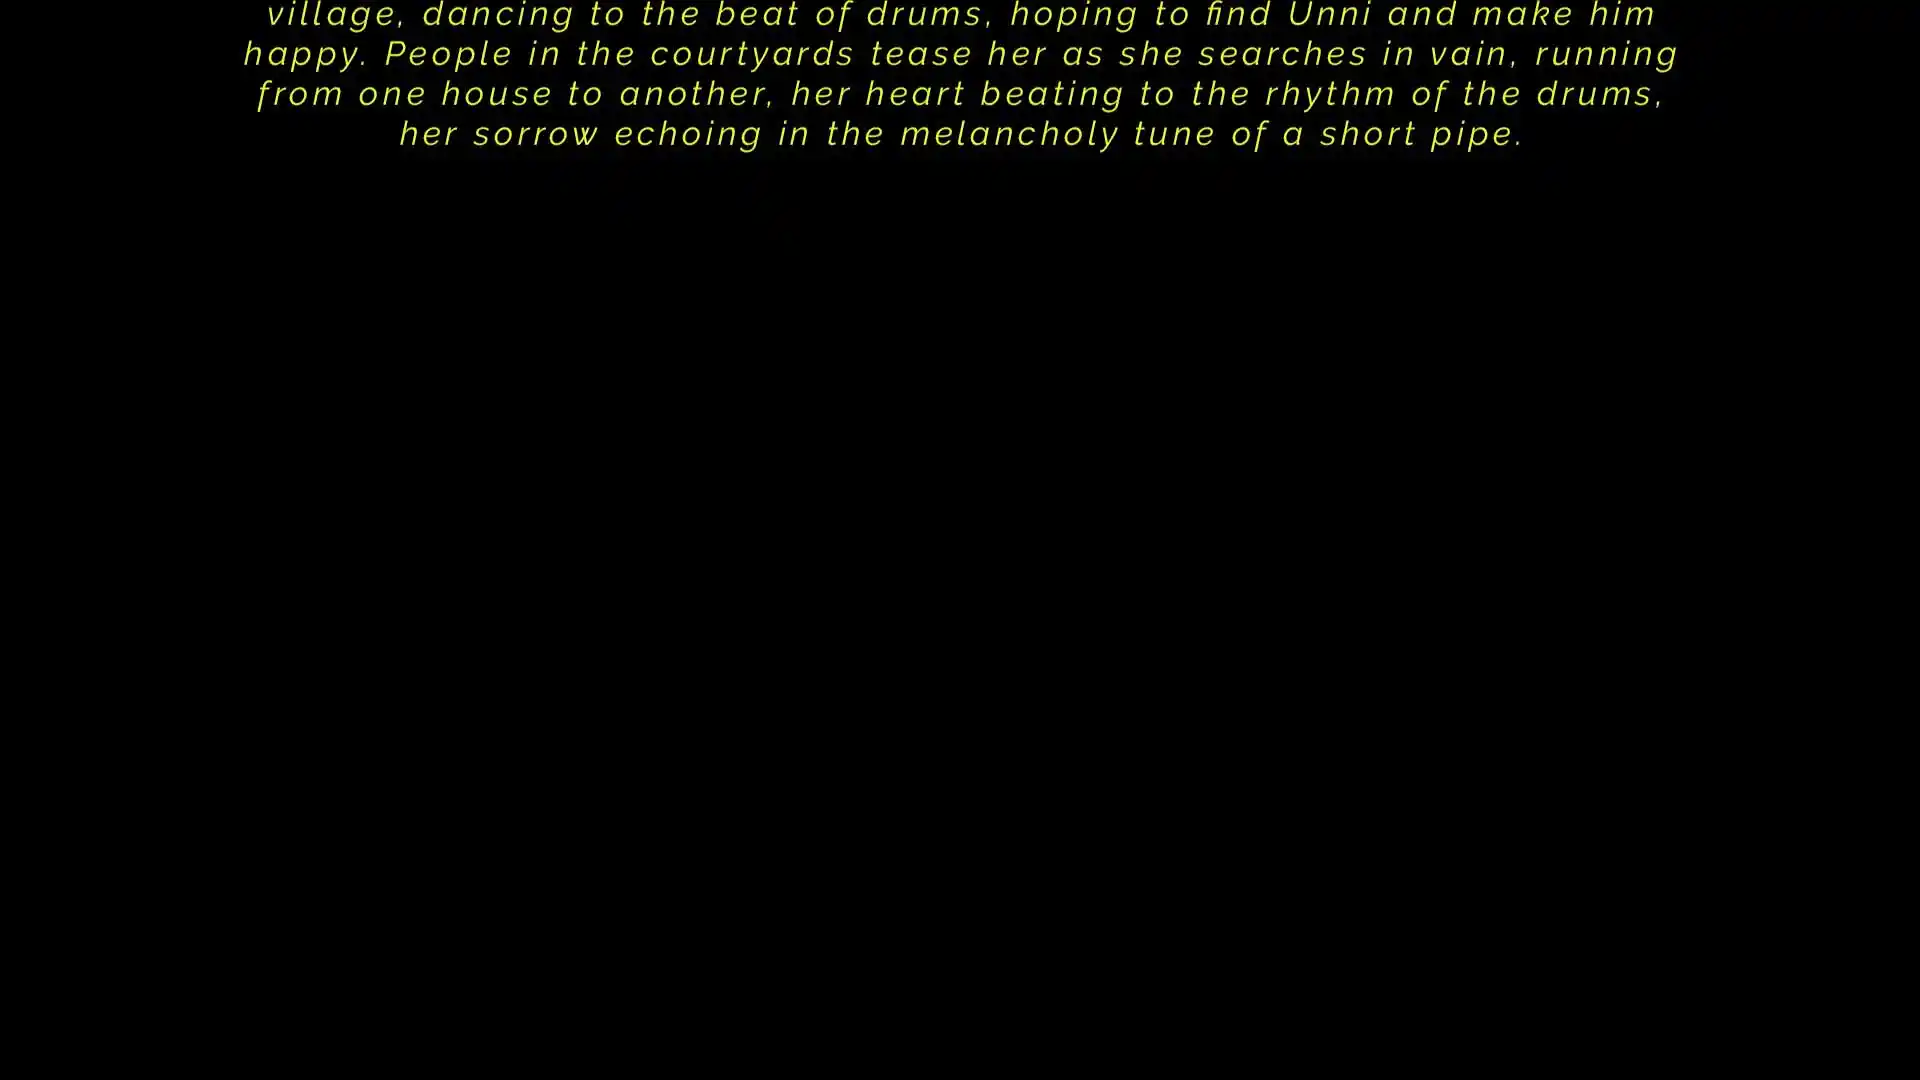 village, dancing to the beat of drums, hoping to find Unni and make him
happy. People in the courtyards tease her as she searches in vain, running
from one house to another, her heart beating to the rhythm of the drums,
her sorrow echoing in the melancholy tune of a short pipe.